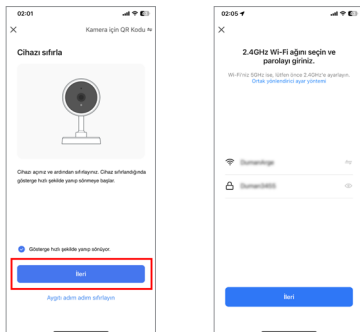 02:01
Kamera için QR Kodu
Cihazı sıfırla
Cihazı açınız ve ardından sıfırlayınız. Cihaz sıfırlandığında
gösterge hızlı şekilde yanıp sönmeye başlar.
Gösterge hızlı şekilde yanıp sönüyor.
İleri
Aygıtı adım adım sıfırlayın
02:05
2.4GHz Wi-Fi ağını seçin ve
parolayı giriniz.
Wi-Fi'niz 5GHz ise, lütfen önce 2.4GHz'e ayarlayın.
Ortak yönlendirici ayar yöntemi
İleri